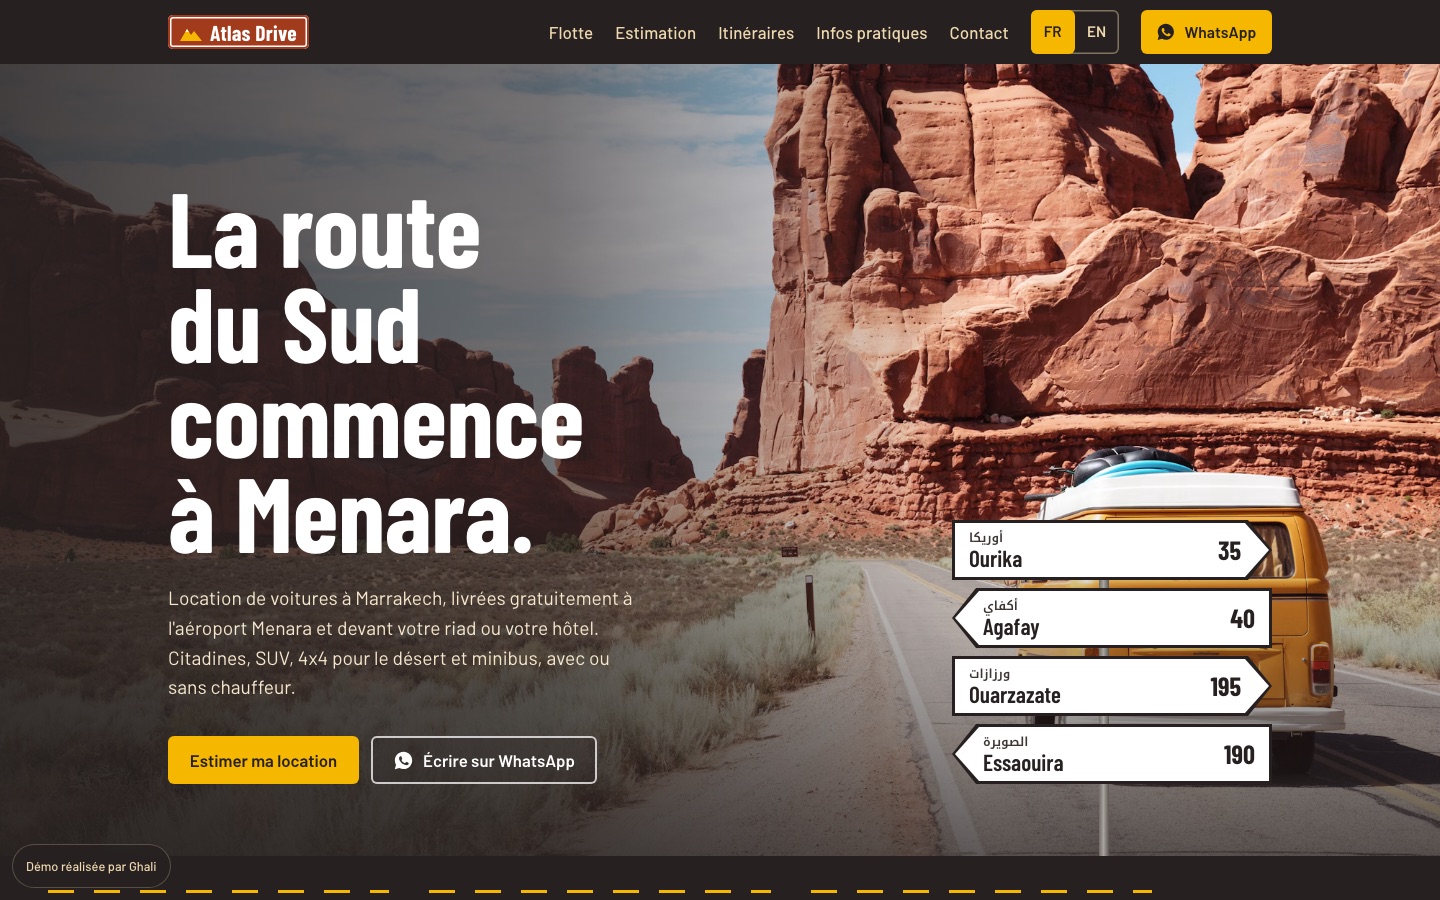 Atlas Drive
Flotte
Estimation
Itinéraires
Infos pratiques
Contact
FR
EN
WhatsApp
La route
du Sud
commence
à Menara.
Location de voitures à Marrakech, livrées gratuitement à
l'aéroport Menara et devant votre riad ou votre hôtel.
Citadines, SUV, 4x4 pour le désert et minibus, avec ou
sans chauffeur.
Estimer ma location
Écrire sur WhatsApp
أوريكا
Ourika
35
أكفاي
Agafay
40
ورزازات
Ouarzazate
195
الصويرة
Essaouira
190
Démo réalisée par Ghali